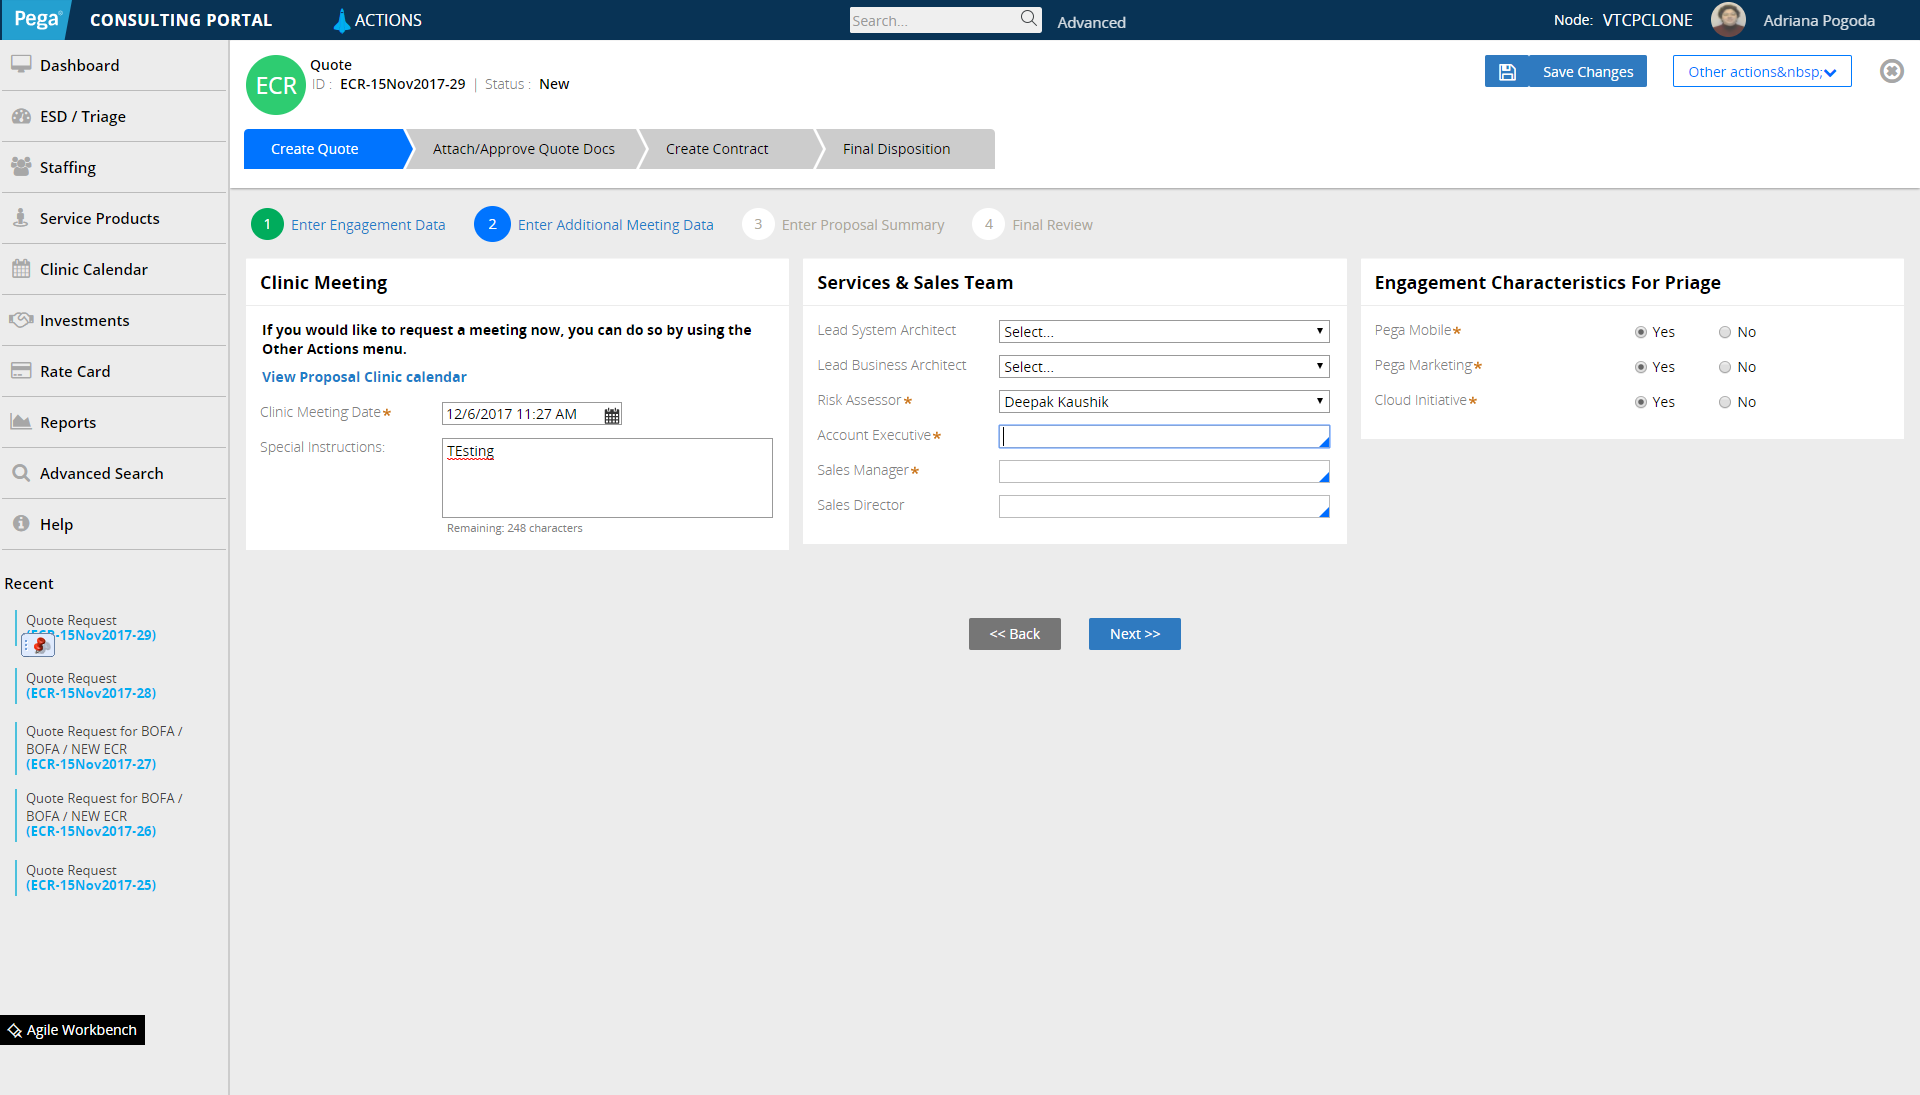 Pega
CONSULTING PORTAL
ACTIONS
Search...
Advanced
Node: VTCPCLONE
Adriana Pogoda
Dashboard
ESD / Triage
Staffing
Service Products
Clinic Calendar
Investments
Rate Card
Reports
Advanced Search
Help
Recent
Quote Request
(ECR-15Nov2017-29)
Quote Request
(ECR-15Nov2017-28)
Quote Request for BOFA /
BOFA / NEW ECR
(ECR-15Nov2017-27)
Quote Request for BOFA /
BOFA / NEW ECR
(ECR-15Nov2017-26)
Quote Request
(ECR-15Nov2017-25)
Agile Workbench
ECR
Quote
ID : ECR-15Nov2017-29 | Status : New
Save Changes
Other actions&nbsp;
Create Quote
Attach/Approve Quote Docs
Create Contract
Final Disposition
1 Enter Engagement Data
2 Enter Additional Meeting Data
3 Enter Proposal Summary
4 Final Review
Clinic Meeting
If you would like to request a meeting now, you can do so by using the
Other Actions menu.
View Proposal Clinic calendar
Clinic Meeting Date* 12/6/2017 11:27 AM
Special Instructions: TEsting
Remaining: 248 characters
Services & Sales Team
Lead System Architect Select...
Lead Business Architect Select...
Risk Assessor* Deepak Kaushik
Account Executive*
Sales Manager*
Sales Director
Engagement Characteristics For Priage
Pega Mobile* Yes No
Pega Marketing* Yes No
Cloud Initiative* Yes No
<< Back
Next >>